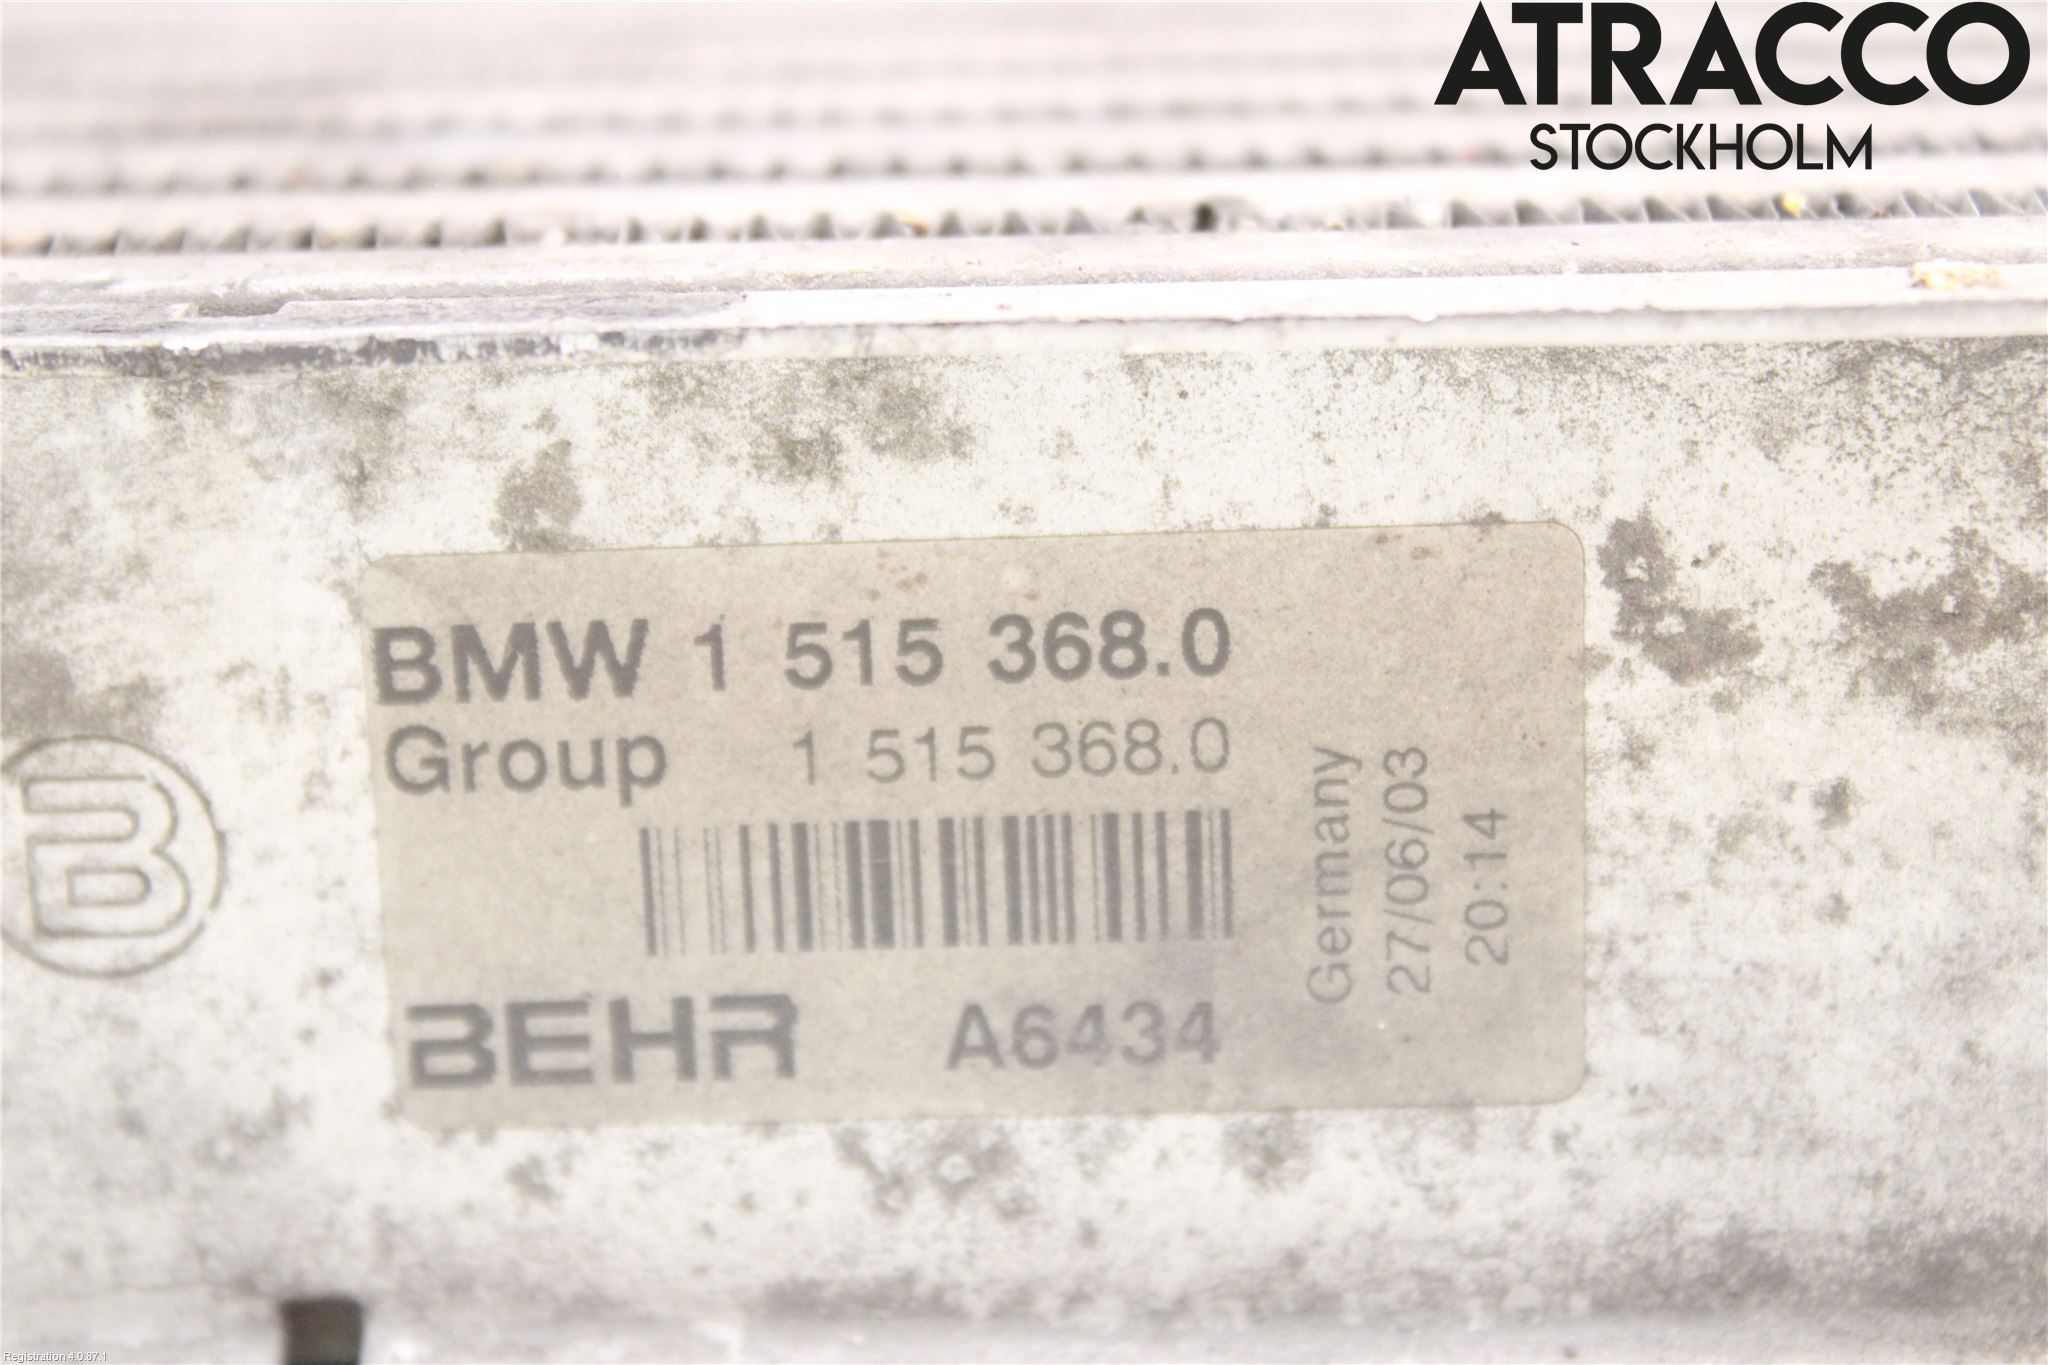 ATRACCO
STOCKHOLM
BMW 1 515 368.0
Group 1 515 368.0
BEHR A6434
Germany
27/06/03
20:14
B
Registration 4.0.87.1